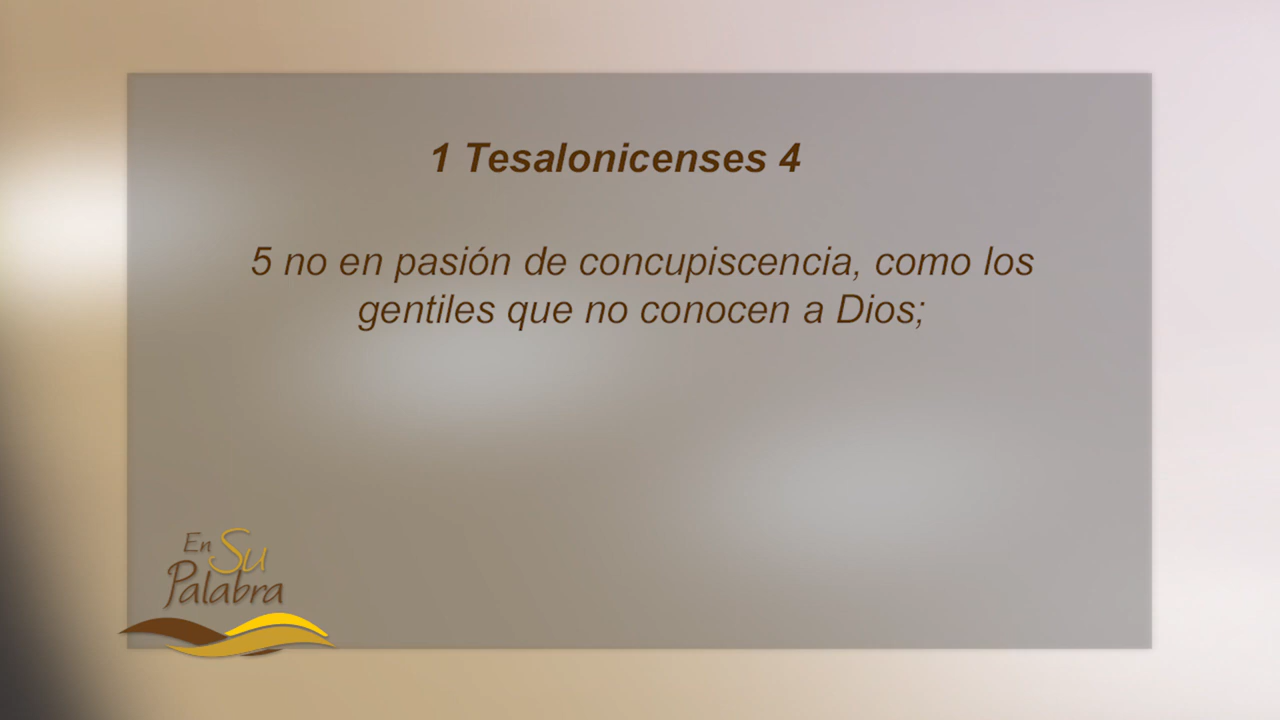 1 Tesalonicenses 4
5 no en pasión de concupiscencia, como los
gentiles que no conocen a Dios;
En Su
Palabra